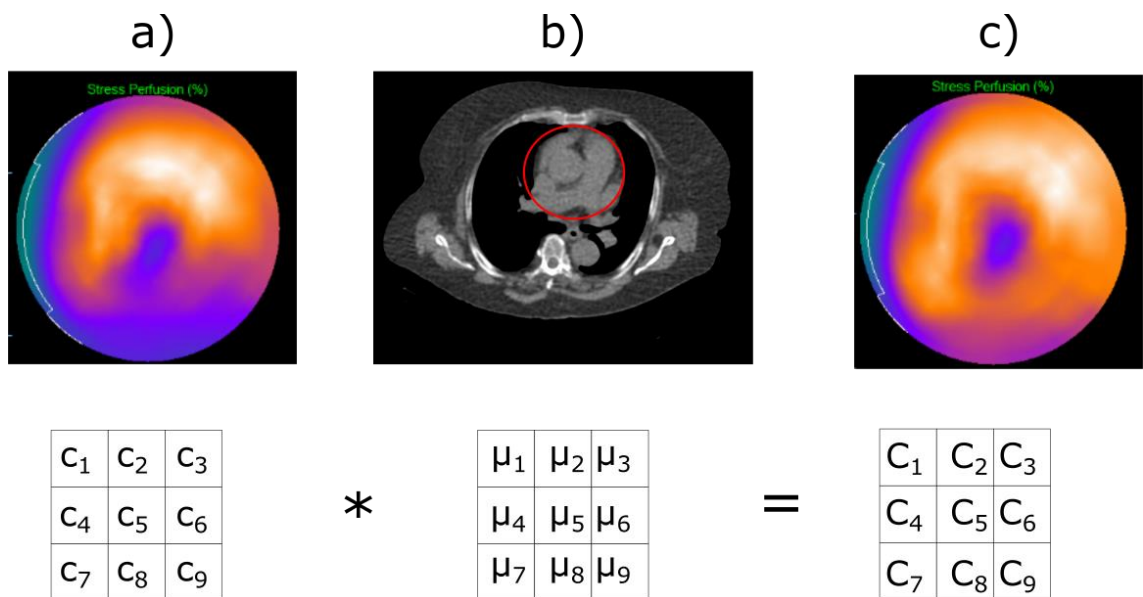 a) b) c)
Stress Perfusion (%) Stress Perfusion (%)
c₁ c₂ c₃ μ₁ μ₂ μ₃ C₁ C₂ C₃
c₄ c₅ c₆ * μ₄ μ₅ μ₆ = C₄ C₅ C₆
c₇ c₈ c₉ μ₇ μ₈ μ₉ C₇ C₈ C₉